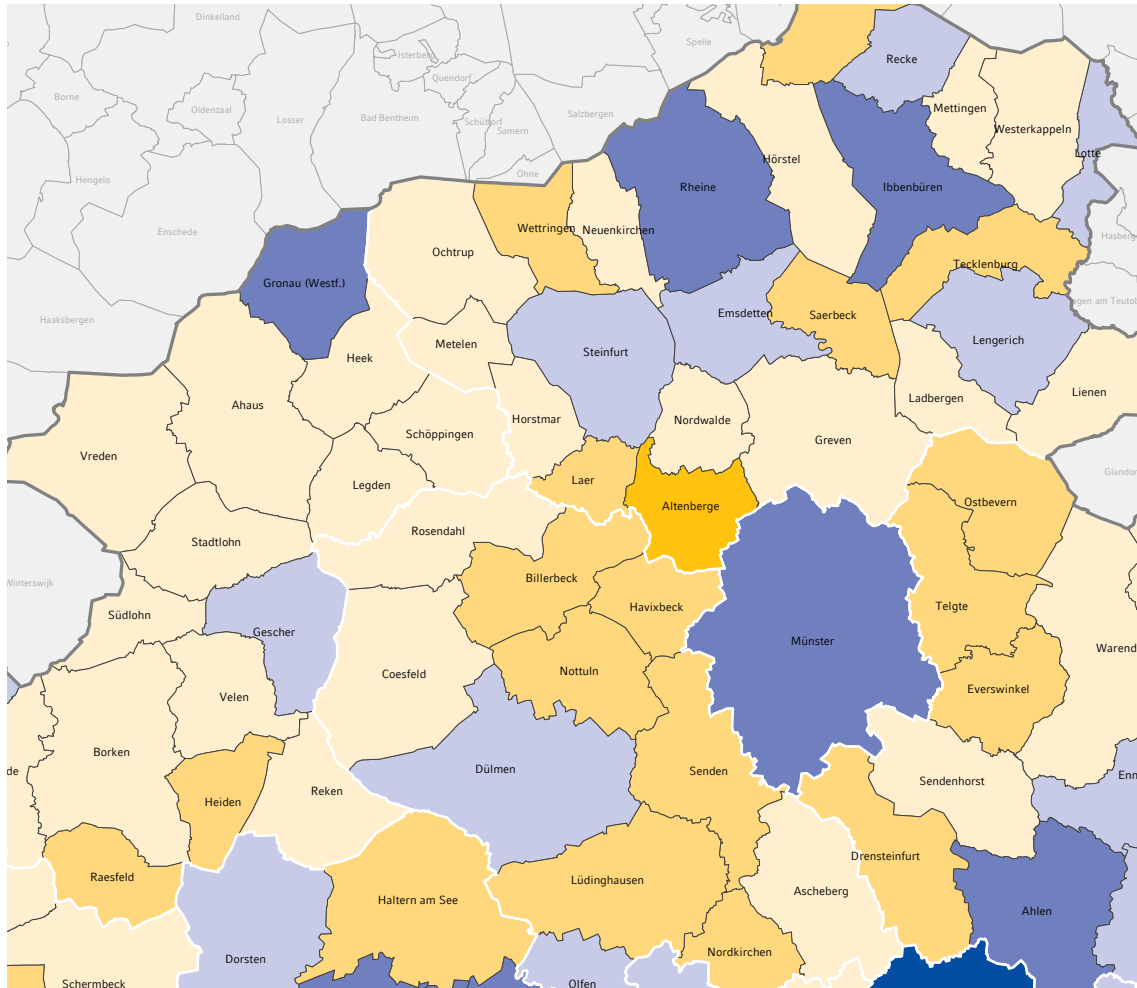 Dinkelland
Spelle
Isterberg
Recke
Quendorf
Borne
Oldenzaal
Mettingen
Losser
Bad Bentheim
Salzbergen
Schüttorf
Samern
Westerkappeln
Lotte
Hörstel
Ohne
Hengelo
Rheine
Ibbenbüren
Enschede
Wettringen
Neuenkirchen
Ochtrup
Tecklenburg
Gronau (Westf.)
Haaksbergen
Emsdetten
Saerbeck
Lengerich
Metelen
Steinfurt
Heek
Lienen
Ladbergen
Ahaus
Horstmar
Nordwalde
Schöppingen
Greven
Vreden
Legden
Laer
Altenberge
Ostbevern
Rosendahl
Stadtlohn
Winterswijk
Billerbeck
Havixbeck
Telgte
Südlohn
Gescher
Münster
Nottuln
Coesfeld
Everswinkel
Velen
Borken
Dülmen
Senden
Sendenhorst
Reken
Heiden
Drensteinfurt
Raesfeld
Lüdinghausen
Ascheberg
Haltern am See
Ahlen
Nordkirchen
Dorsten
Schermbeck
Olfen